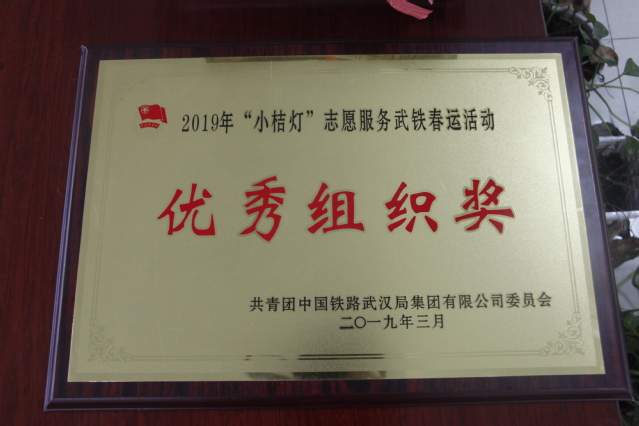 2019年“小桔灯”志愿服务武铁春运活动
优秀组织奖
共青团中国铁路武汉局集团有限公司委员会
二〇一九年三月